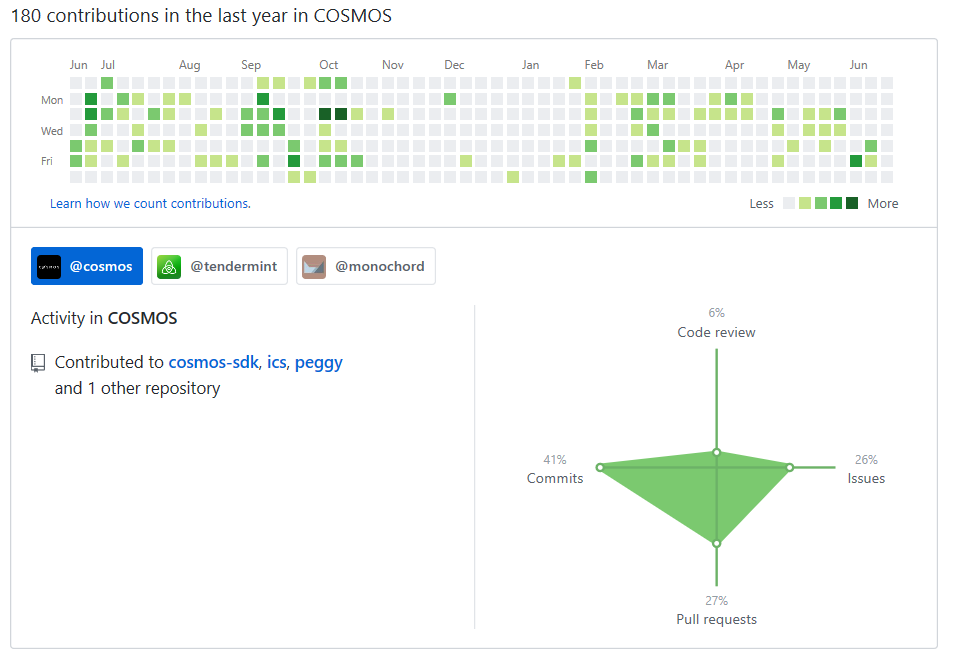 180 contributions in the last year in COSMOS
Jun Jul Aug Sep Oct Nov Dec Jan Feb Mar Apr May Jun
Mon
Wed
Fri
Learn how we count contributions.
Less More
@cosmos @tendermint @monochord
Activity in COSMOS
Contributed to cosmos-sdk, ics, peggy
and 1 other repository
6%
Code review
41%
Commits
26%
Issues
27%
Pull requests